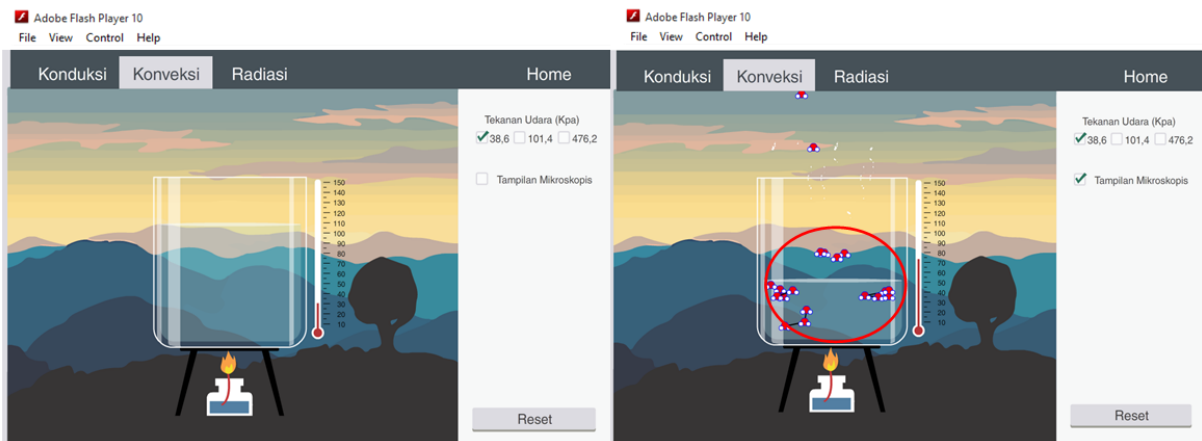 Adobe Flash Player 10
File View Control Help
Konduksi Konveksi Radiasi Home
Tekanan Udara (Kpa)
38,6 101,4 476,2
Tampilan Mikroskopis
150
140
130
120
110
100
90
80
70
60
50
40
30
20
10
Reset
Adobe Flash Player 10
File View Control Help
Konduksi Konveksi Radiasi Home
Tekanan Udara (Kpa)
38,6 101,4 476,2
Tampilan Mikroskopis
150
140
130
120
110
100
90
80
70
60
50
40
30
20
10
Reset